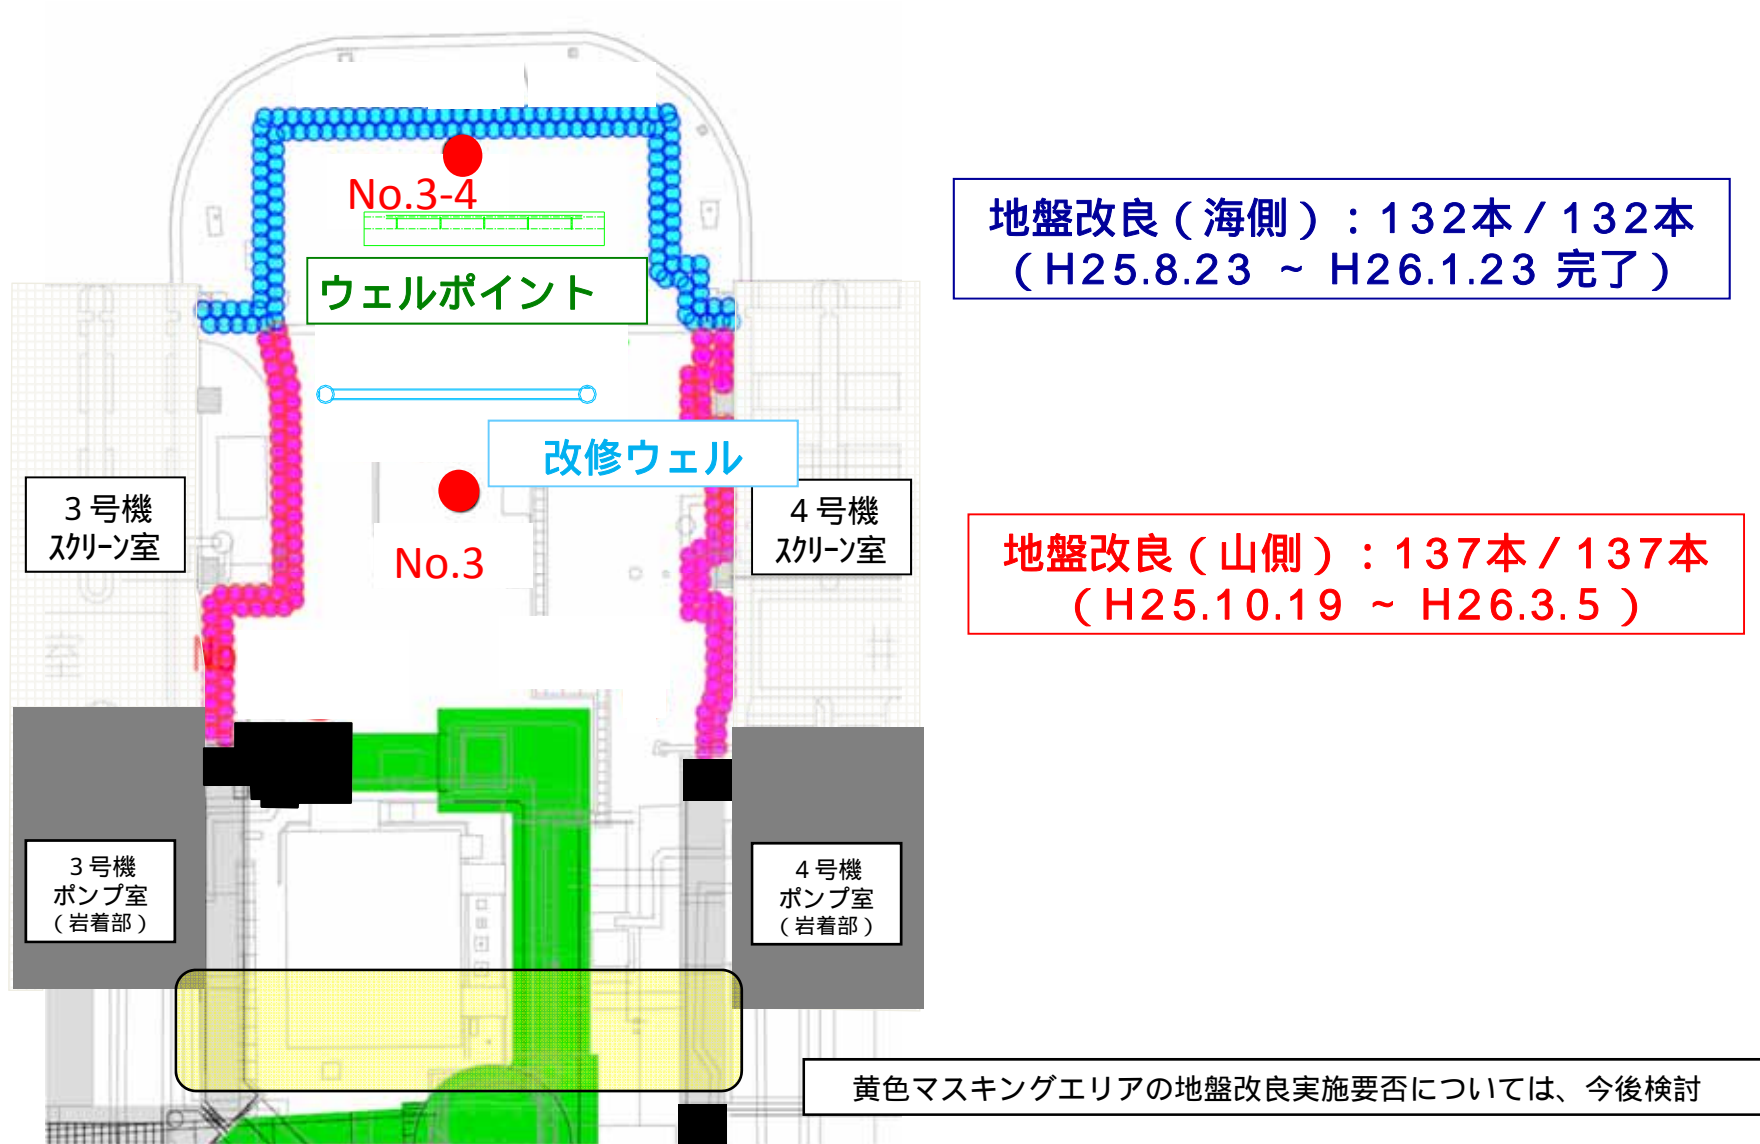 No.3-4
ウェルポイント
改修ウェル
No.3
3号機
スクリーン室
4号機
スクリーン室
3号機
ポンプ室
(岩着部)
4号機
ポンプ室
(岩着部)
地盤改良(海側):132本/132本
(H25.8.23 ~ H26.1.23 完了)
地盤改良(山側):137本/137本
(H25.10.19 ~ H26.3.5 )
黄色マスキングエリアの地盤改良実施要否については、今後検討